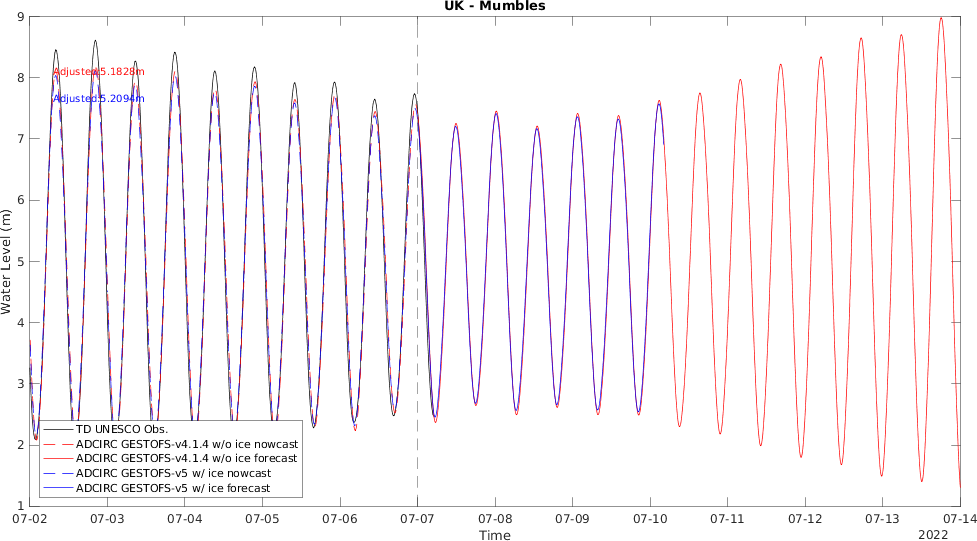 UK - Mumbles
9
8
7
6
5
4
3
2
1
Water Level (m)
Adjusted:5.1828m
Adjusted:5.2094m
TD UNESCO Obs.
ADCIRC GESTOFS-v4.1.4 w/o ice nowcast
ADCIRC GESTOFS-v4.1.4 w/o ice forecast
ADCIRC GESTOFS-v5 w/ ice nowcast
ADCIRC GESTOFS-v5 w/ ice forecast
07-02 07-03 07-04 07-05 07-06 07-07 07-08 07-09 07-10 07-11 07-12 07-13 07-14
Time
2022